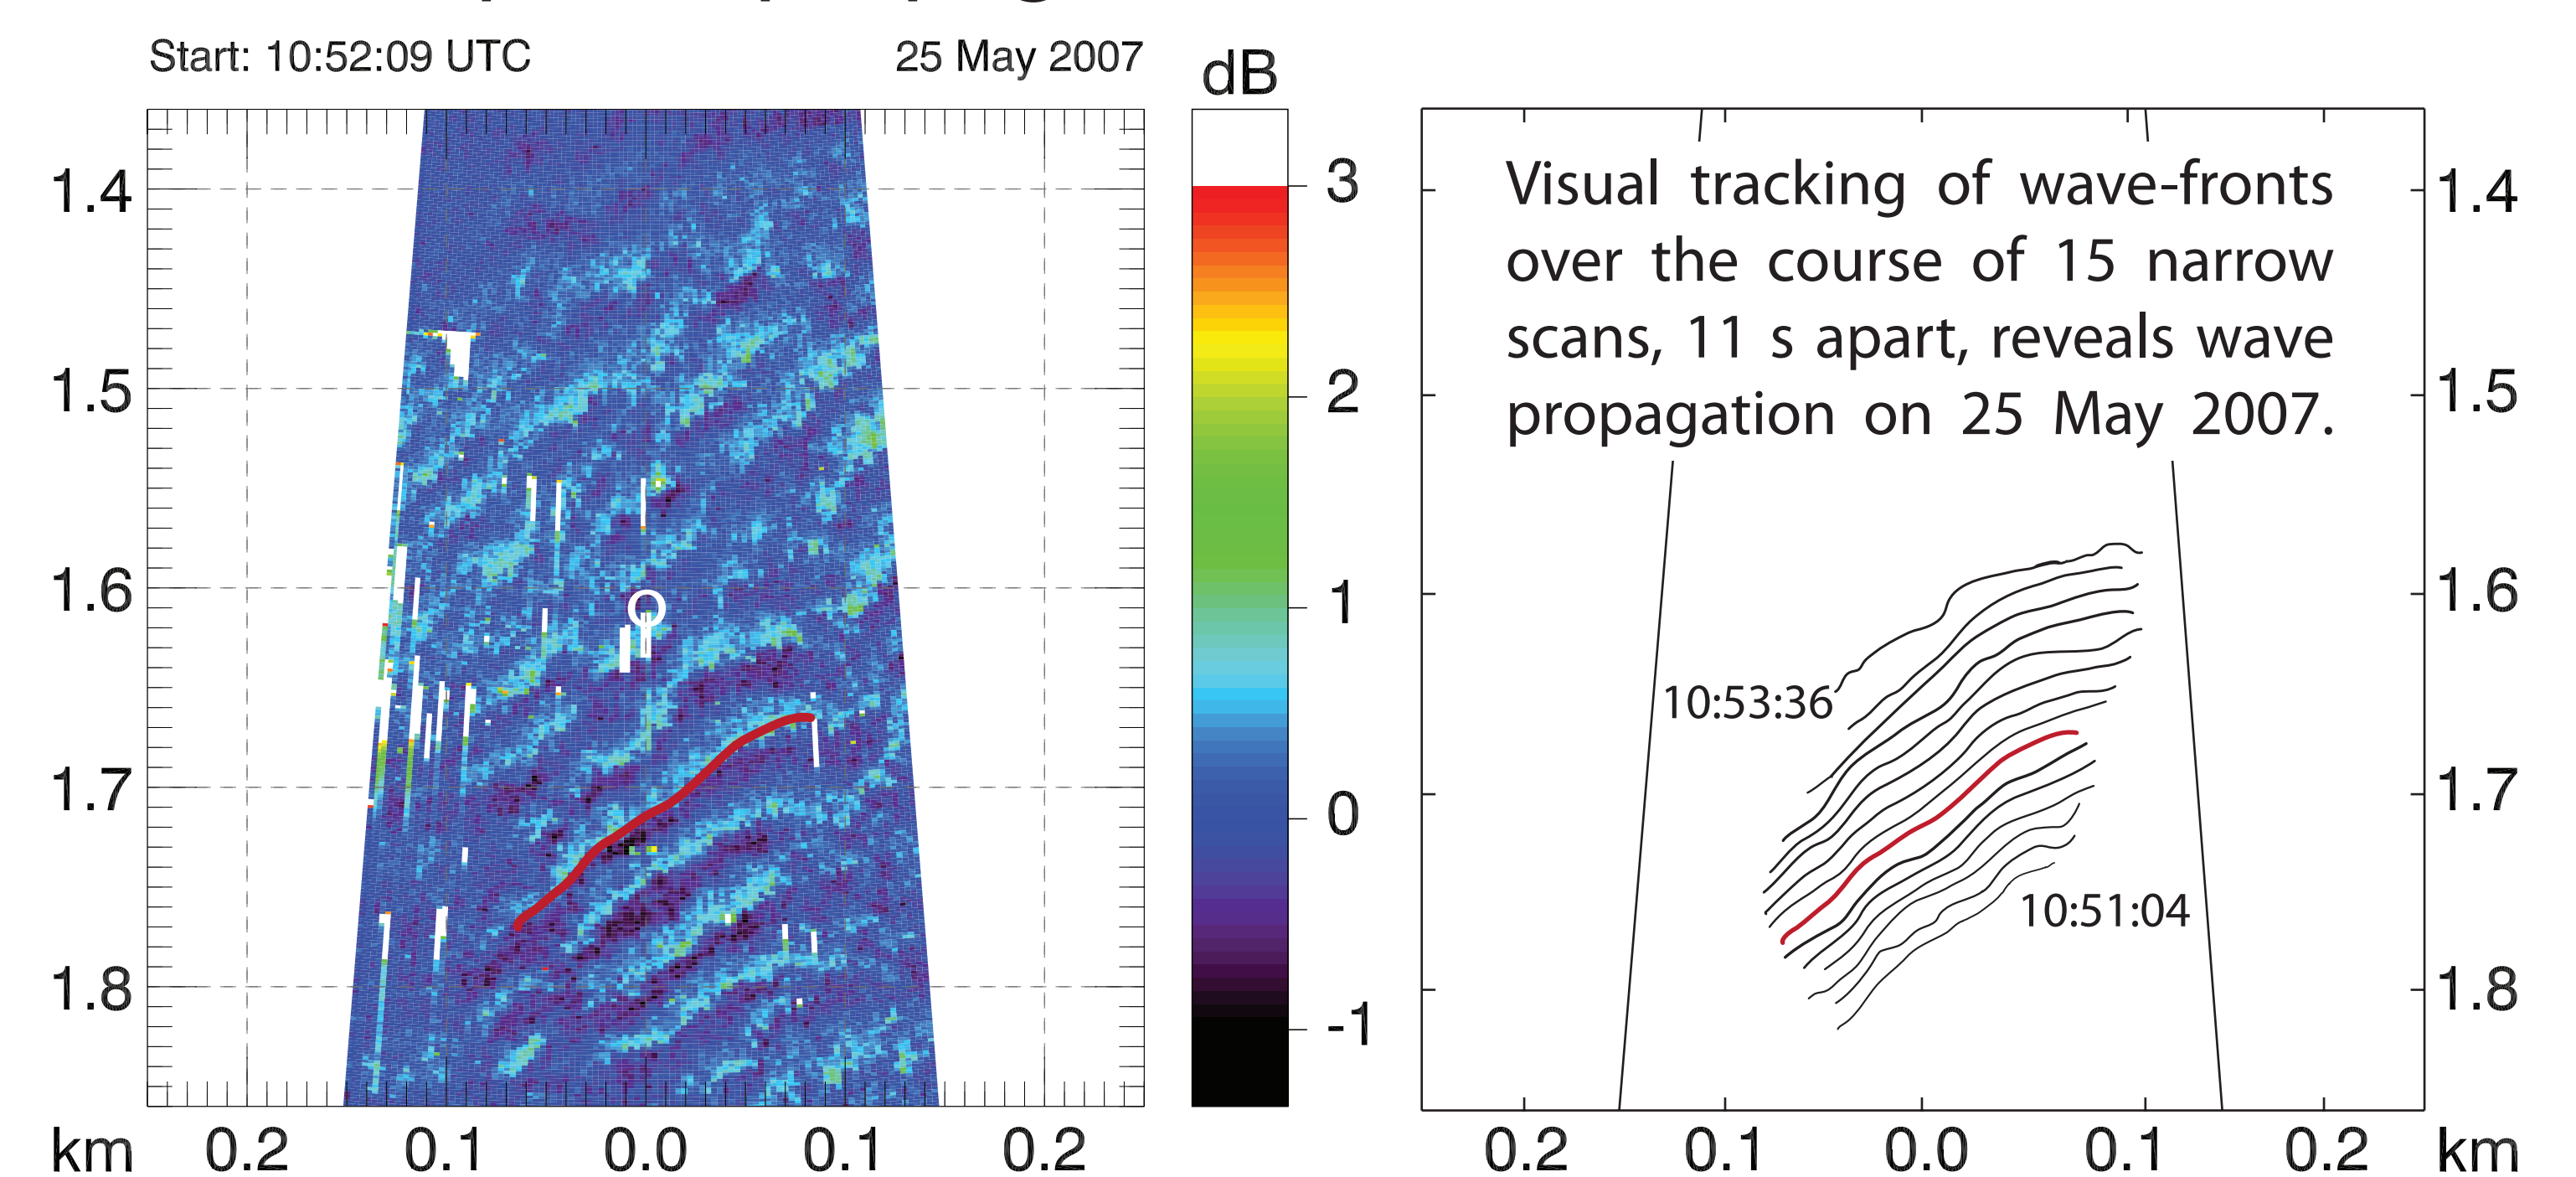 Start: 10:52:09 UTC
25 May 2007
dB
1.4
1.5
1.6
1.7
1.8
km 0.2 0.1 0.0 0.1 0.2
3
2
1
0
-1
Visual tracking of wave-fronts
over the course of 15 narrow
scans, 11 s apart, reveals wave
propagation on 25 May 2007.
10:53:36
10:51:04
1.4
1.5
1.6
1.7
1.8
0.2 0.1 0.0 0.1 0.2 km